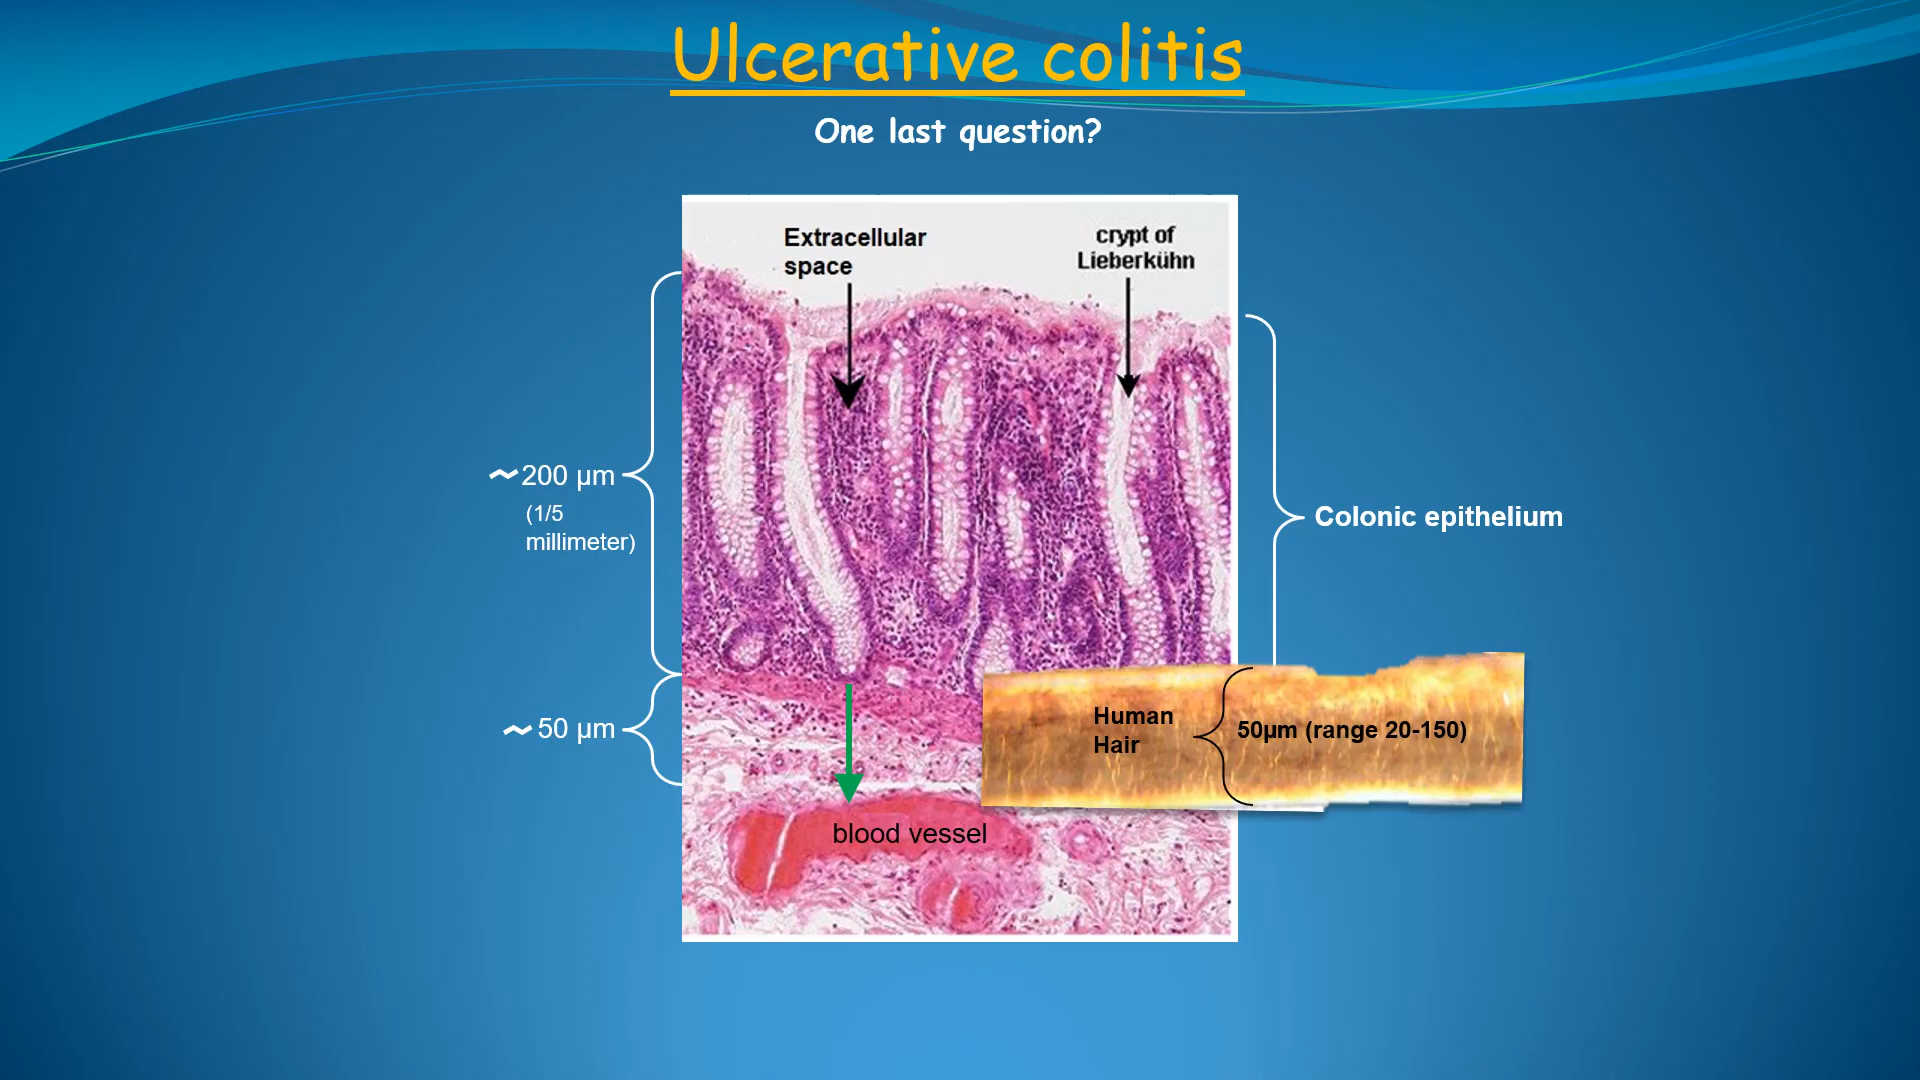 Ulcerative colitis
One last question?
Extracellular
space
crypt of
Lieberkühn
~200 µm
(1/5
millimeter)
Colonic epithelium
~ 50 µm
Human
Hair
50µm (range 20-150)
blood vessel